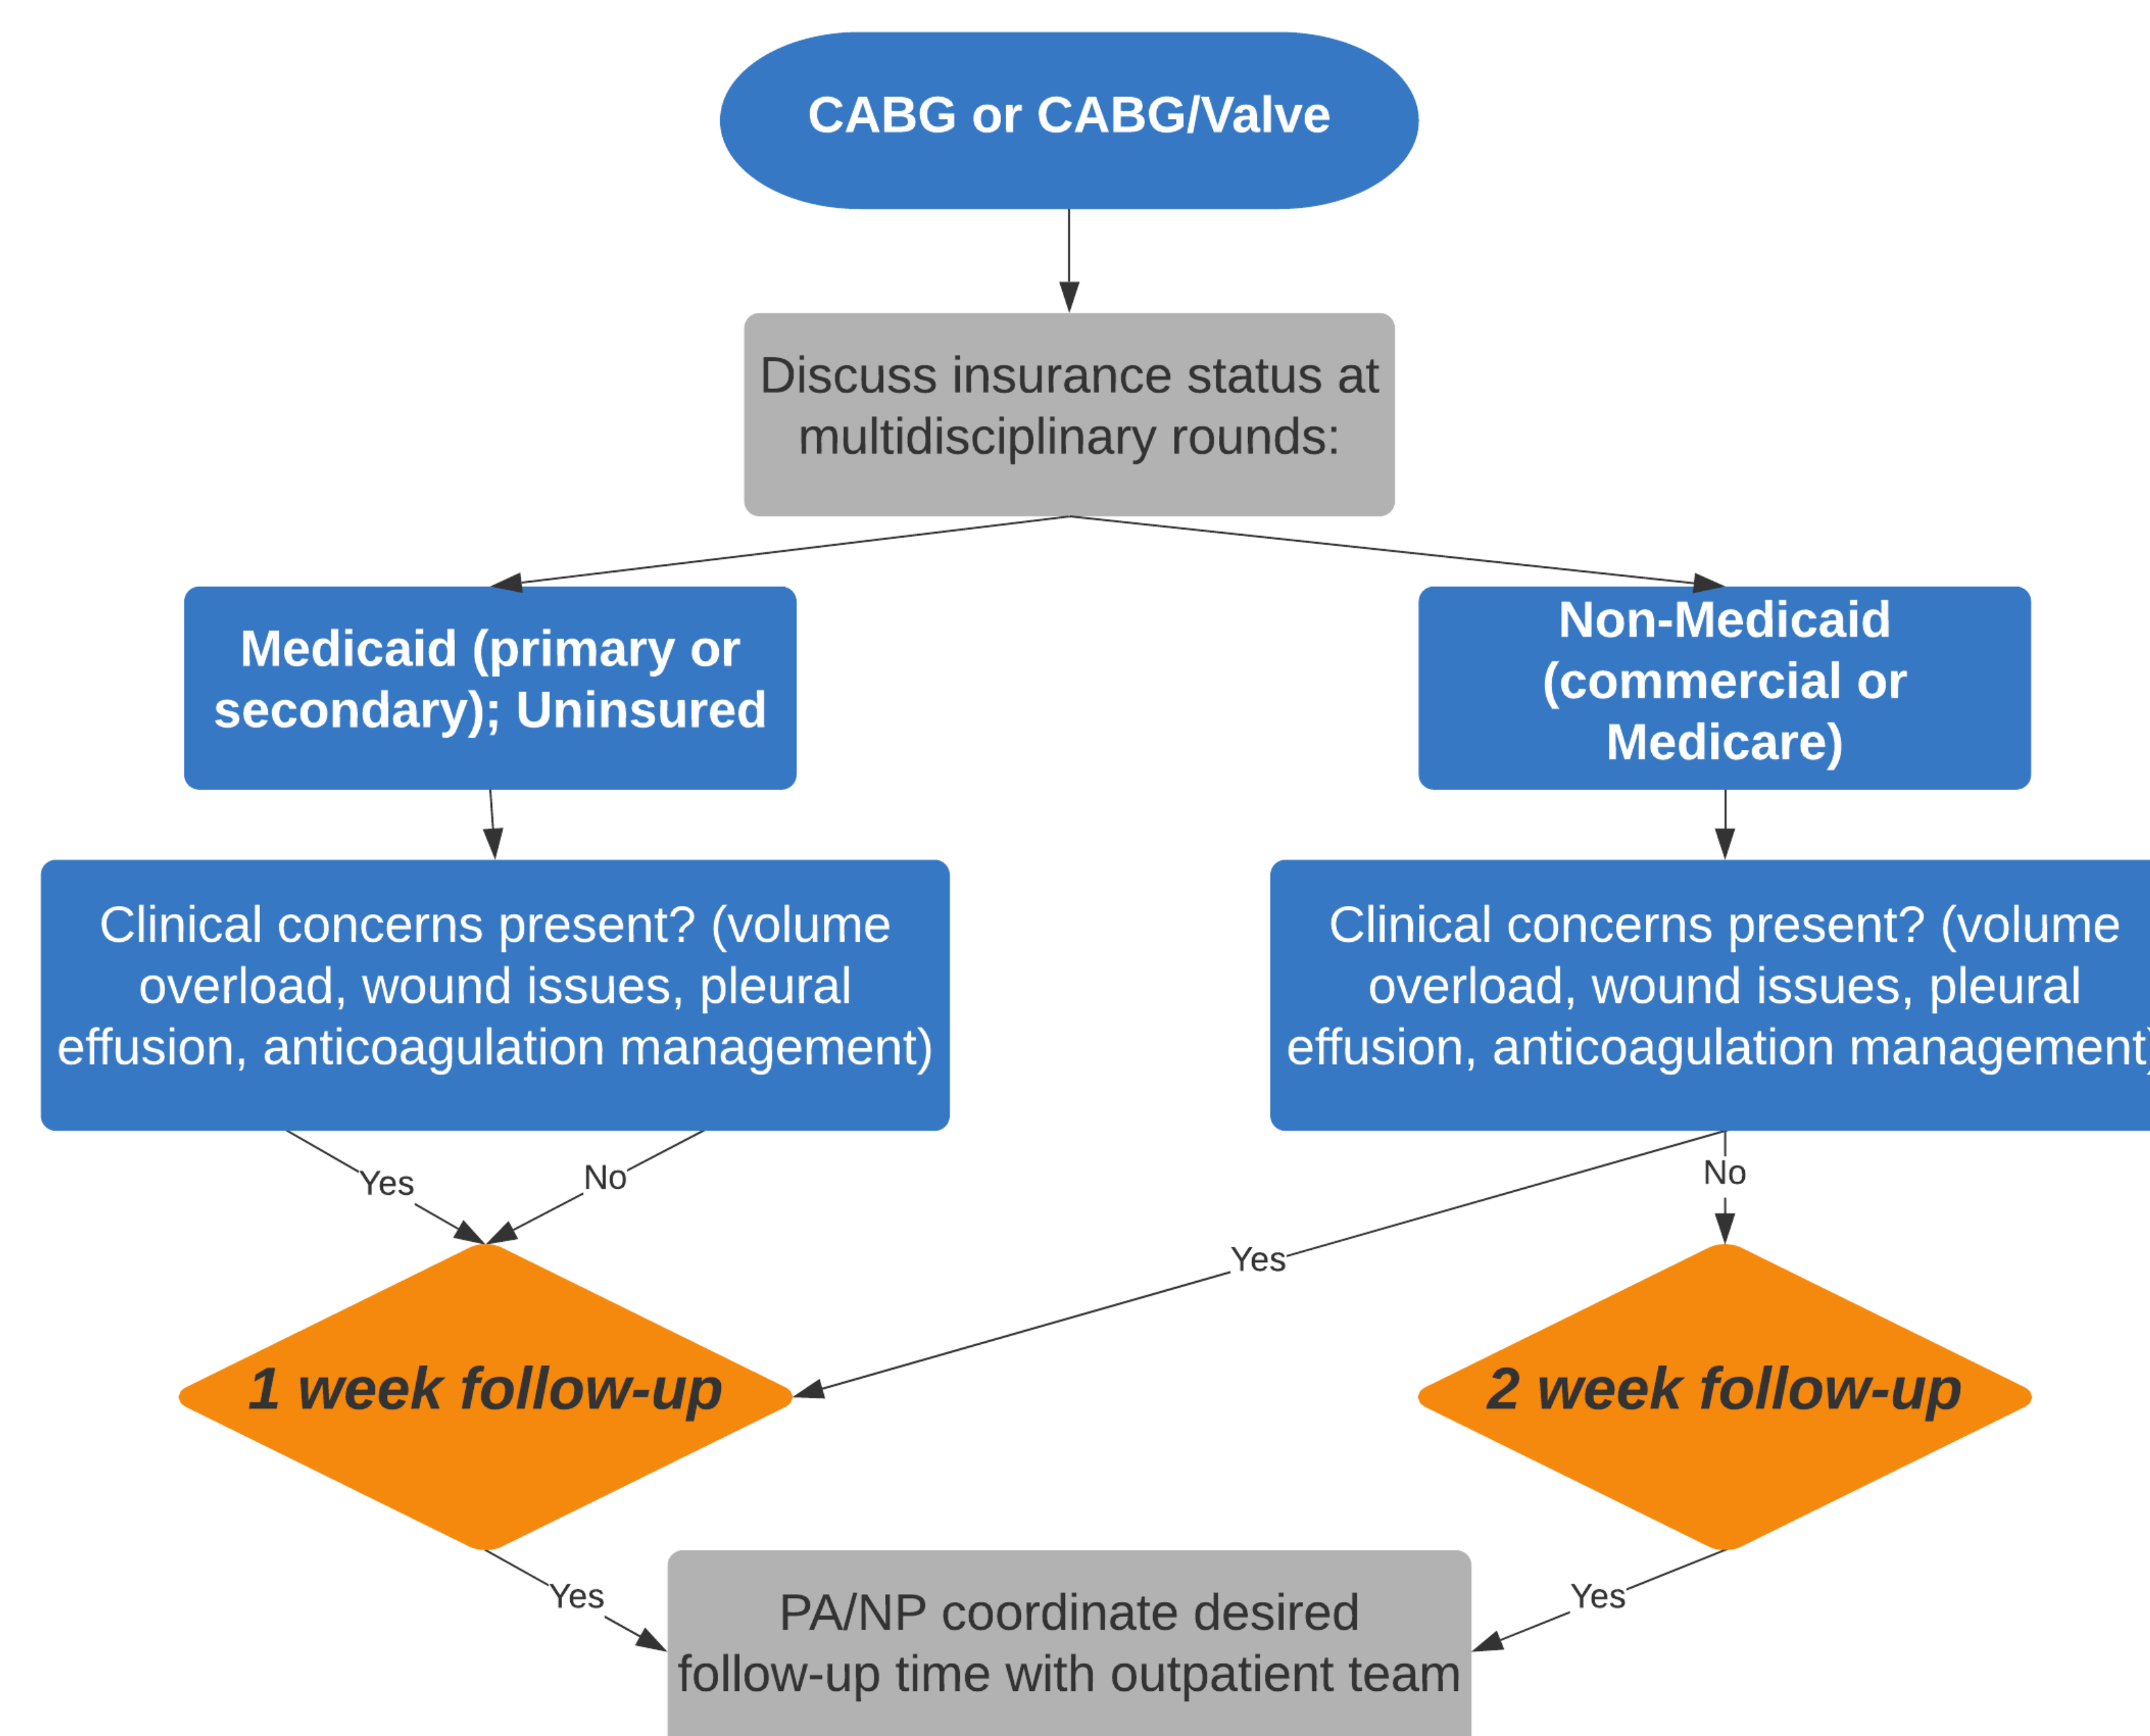 CABG or CABG/Valve
Discuss insurance status at
multidisciplinary rounds:
Medicaid (primary or
secondary); Uninsured
Non-Medicaid
(commercial or
Medicare)
Clinical concerns present? (volume
overload, wound issues, pleural
effusion, anticoagulation management)
Clinical concerns present? (volume
overload, wound issues, pleural
effusion, anticoagulation management)
Yes
No
No
Yes
1 week follow-up
2 week follow-up
Yes
Yes
PA/NP coordinate desired
follow-up time with outpatient team